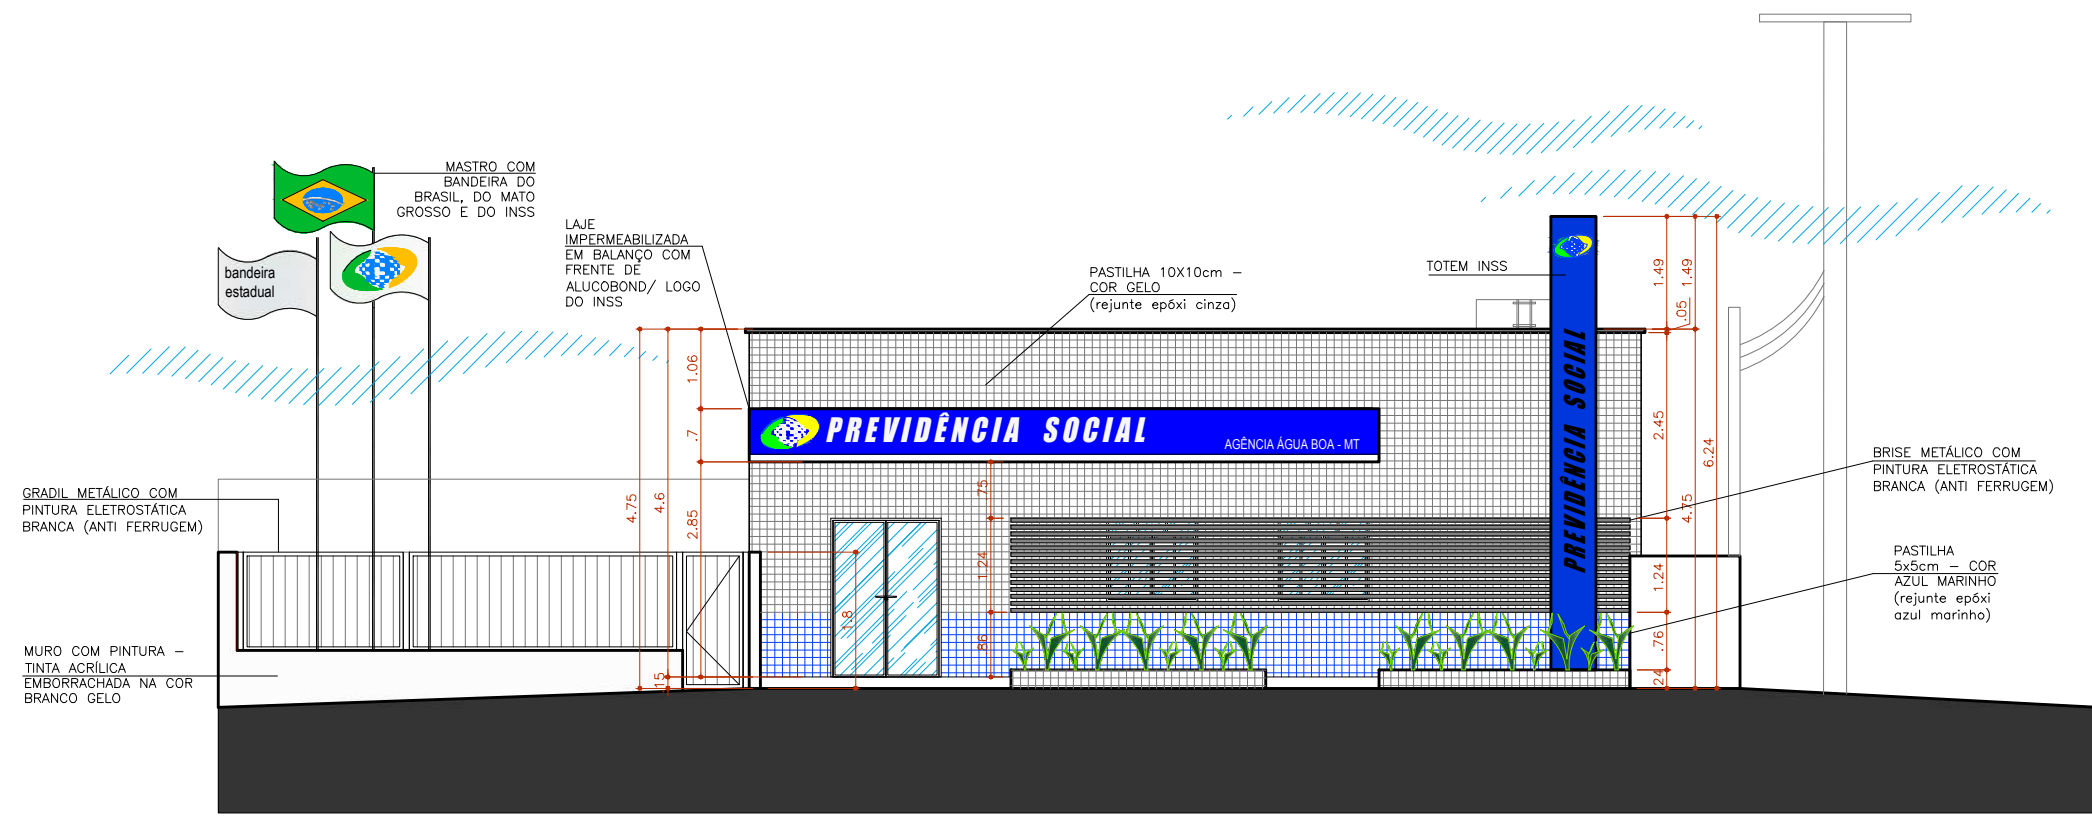 MASTRO COM
BANDEIRA DO
BRASIL, DO MATO
GROSSO E DO INSS
bandeira
estadual
LAJE
IMPERMEABILIZADA
EM BALANÇO COM
FRENTE DE
ALUCOBOND/ LOGO
DO INSS
PASTILHA 10X10cm –
COR GELO
(rejunte epóxi cinza)
TOTEM INSS
1.49
1.49
.05
1.06
.7
4.75
4.6
2.85
PREVIDÊNCIA SOCIAL
AGÊNCIA ÁGUA BOA - MT
PREVIDÊNCIA SOCIAL
2.45
6.24
4.75
.75
1.24
.86
1.8
.15
1.24
.76
.24
BRISE METÁLICO COM
PINTURA ELETROSTÁTICA
BRANCA (ANTI FERRUGEM)
GRADIL METÁLICO COM
PINTURA ELETROSTÁTICA
BRANCA (ANTI FERRUGEM)
PASTILHA
5x5cm – COR
AZUL MARINHO
(rejunte epóxi
azul marinho)
MURO COM PINTURA –
TINTA ACRÍLICA
EMBORRACHADA NA COR
BRANCO GELO